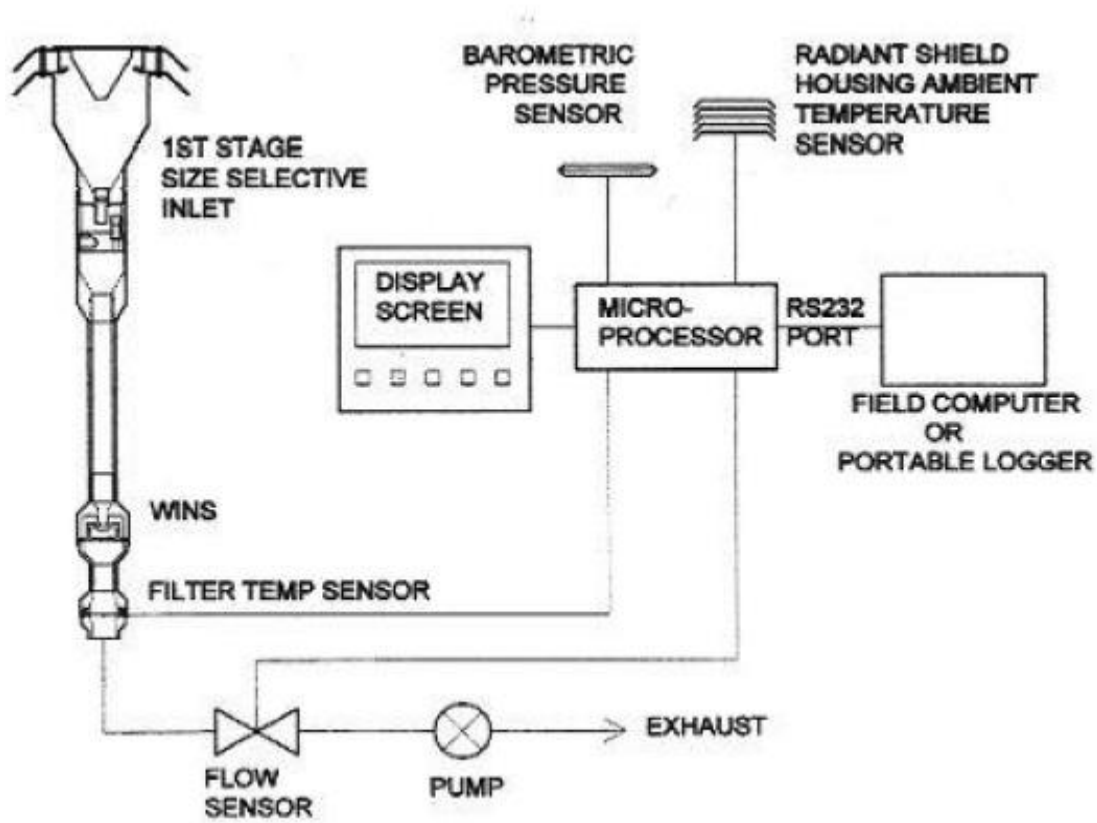 BAROMETRIC
PRESSURE
SENSOR
RADIANT SHIELD
HOUSING AMBIENT
TEMPERATURE
SENSOR
1ST STAGE
SIZE SELECTIVE
INLET
DISPLAY
SCREEN
MICRO-
PROCESSOR
RS232
PORT
FIELD COMPUTER
OR
PORTABLE LOGGER
WINS
FILTER TEMP SENSOR
FLOW
SENSOR
PUMP
EXHAUST